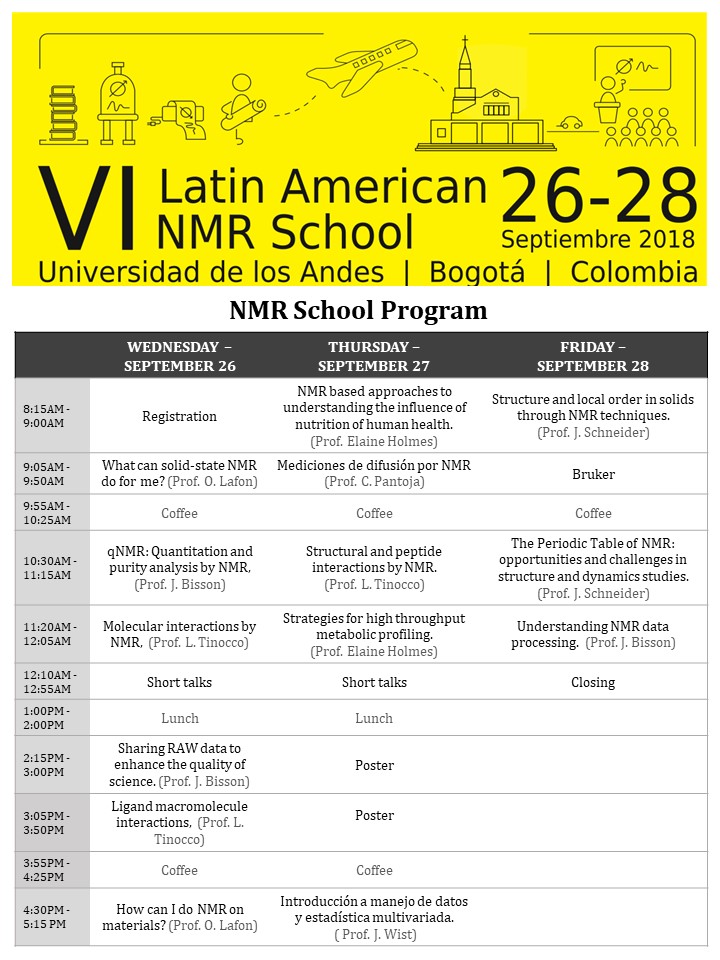 VI Latin American 26-28
NMR School
Septiembre 2018
Universidad de los Andes | Bogotá | Colombia
NMR School Program
WEDNESDAY –
SEPTEMBER 26
THURSDAY –
SEPTEMBER 27
FRIDAY –
SEPTEMBER 28
8:15AM -
9:00AM
Registration
NMR based approaches to
understanding the influence of
nutrition of human health.
(Prof. Elaine Holmes)
Structure and local order in solids
through NMR techniques.
(Prof. J. Schneider)
9:05AM -
9:50AM
What can solid-state NMR
do for me? (Prof. O. Lafon)
Mediciones de difusión por NMR
(Prof. C. Pantoja)
Bruker
9:55AM -
10:25AM
Coffee
Coffee
Coffee
10:30AM -
11:15AM
qNMR: Quantitation and
purity analysis by NMR,
(Prof. J. Bisson)
Structural and peptide
interactions by NMR.
(Prof. L. Tinocco)
The Periodic Table of NMR:
opportunities and challenges in
structure and dynamics studies.
(Prof. J. Schneider)
11:20AM -
12:05AM
Molecular interactions by
NMR, (Prof. L. Tinocco)
Strategies for high throughput
metabolic profiling.
(Prof. Elaine Holmes)
Understanding NMR data
processing. (Prof. J. Bisson)
12:10AM -
12:55AM
Short talks
Short talks
Closing
1:00PM -
2:00PM
Lunch
Lunch
2:15PM -
3:00PM
Sharing RAW data to
enhance the quality of
science. (Prof. J. Bisson)
Poster
3:05PM -
3:50PM
Ligand macromolecule
interactions, (Prof. L.
Tinocco)
Poster
3:55PM -
4:25PM
Coffee
Coffee
4:30PM -
5:15 PM
How can I do NMR on
materials? (Prof. O. Lafon)
Introducción a manejo de datos
y estadística multivariada.
( Prof. J. Wist)